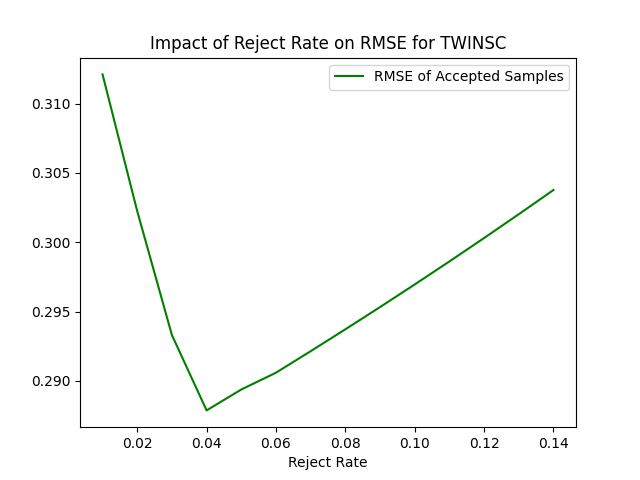 Impact of Reject Rate on RMSE for TWINSC
RMSE of Accepted Samples
0.310
0.305
0.300
0.295
0.290
0.02 0.04 0.06 0.08 0.10 0.12 0.14
Reject Rate